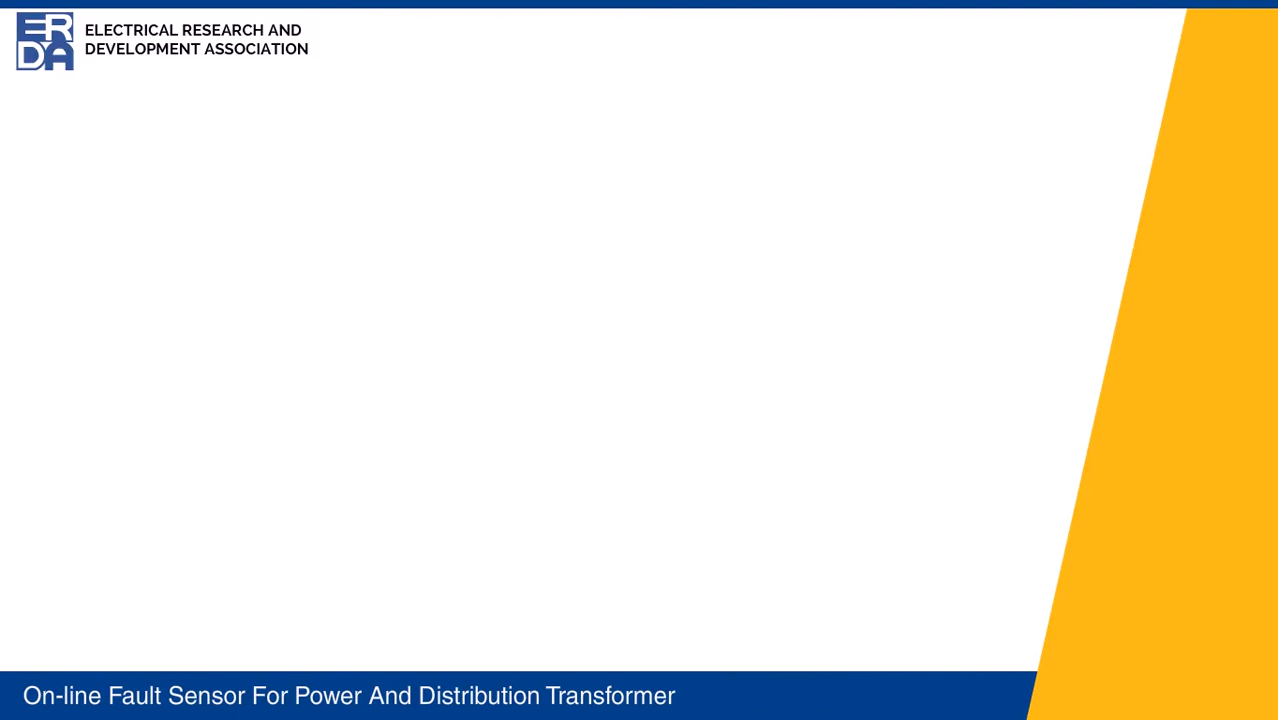 ERDA
ELECTRICAL RESEARCH AND
DEVELOPMENT ASSOCIATION
On-line Fault Sensor For Power And Distribution Transformer